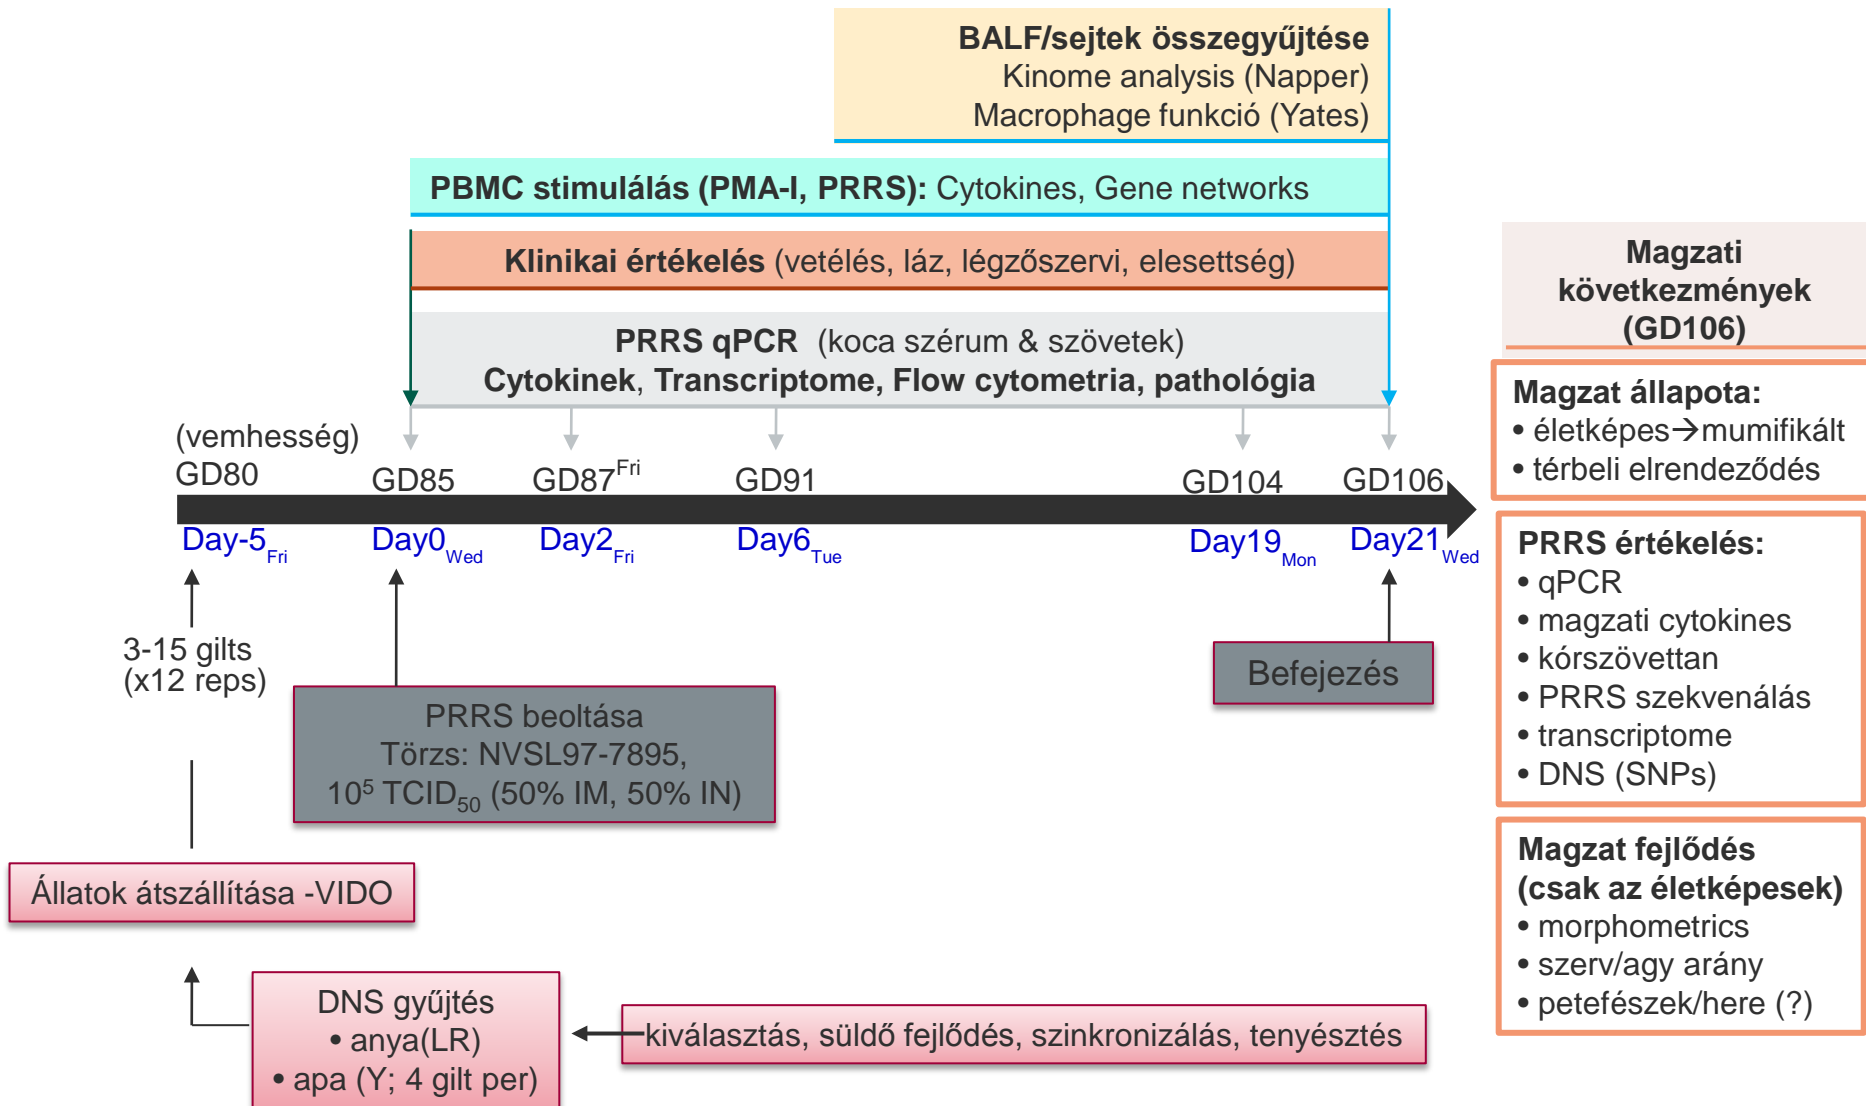 BALF/sejtek összegyűjtése
Kinome analysis (Napper)
Macrophage funkció (Yates)
PBMC stimulálás (PMA-I, PRRS): Cytokines, Gene networks
Klinikai értékelés (vetélés, láz, légzőszervi, elesettség)
PRRS qPCR (koca szérum & szövetek)
Cytokinek, Transcriptome, Flow cytometria, pathológia
(vemhesség)
GD80
GD85
GD87Fri
GD91
GD104
GD106
Day-5Fri
Day0Wed
Day2Fri
Day6Tue
Day19Mon
Day21Wed
3-15 gilts
(x12 reps)
PRRS beoltása
Törzs: NVSL97-7895,
10⁵ TCID₅₀ (50% IM, 50% IN)
Befejezés
Állatok átszállítása -VIDO
DNS gyűjtés
• anya(LR)
• apa (Y; 4 gilt per)
kiválasztás, süldő fejlődés, szinkronizálás, tenyésztés
Magzati
következmények
(GD106)
Magzat állapota:
• életképes→mumifikált
• térbeli elrendeződés
PRRS értékelés:
• qPCR
• magzati cytokines
• kórszövettan
• PRRS szekvenálás
• transcriptome
• DNS (SNPs)
Magzat fejlődés
(csak az életképesek)
• morphometrics
• szerv/agy arány
• petefészek/here (?)